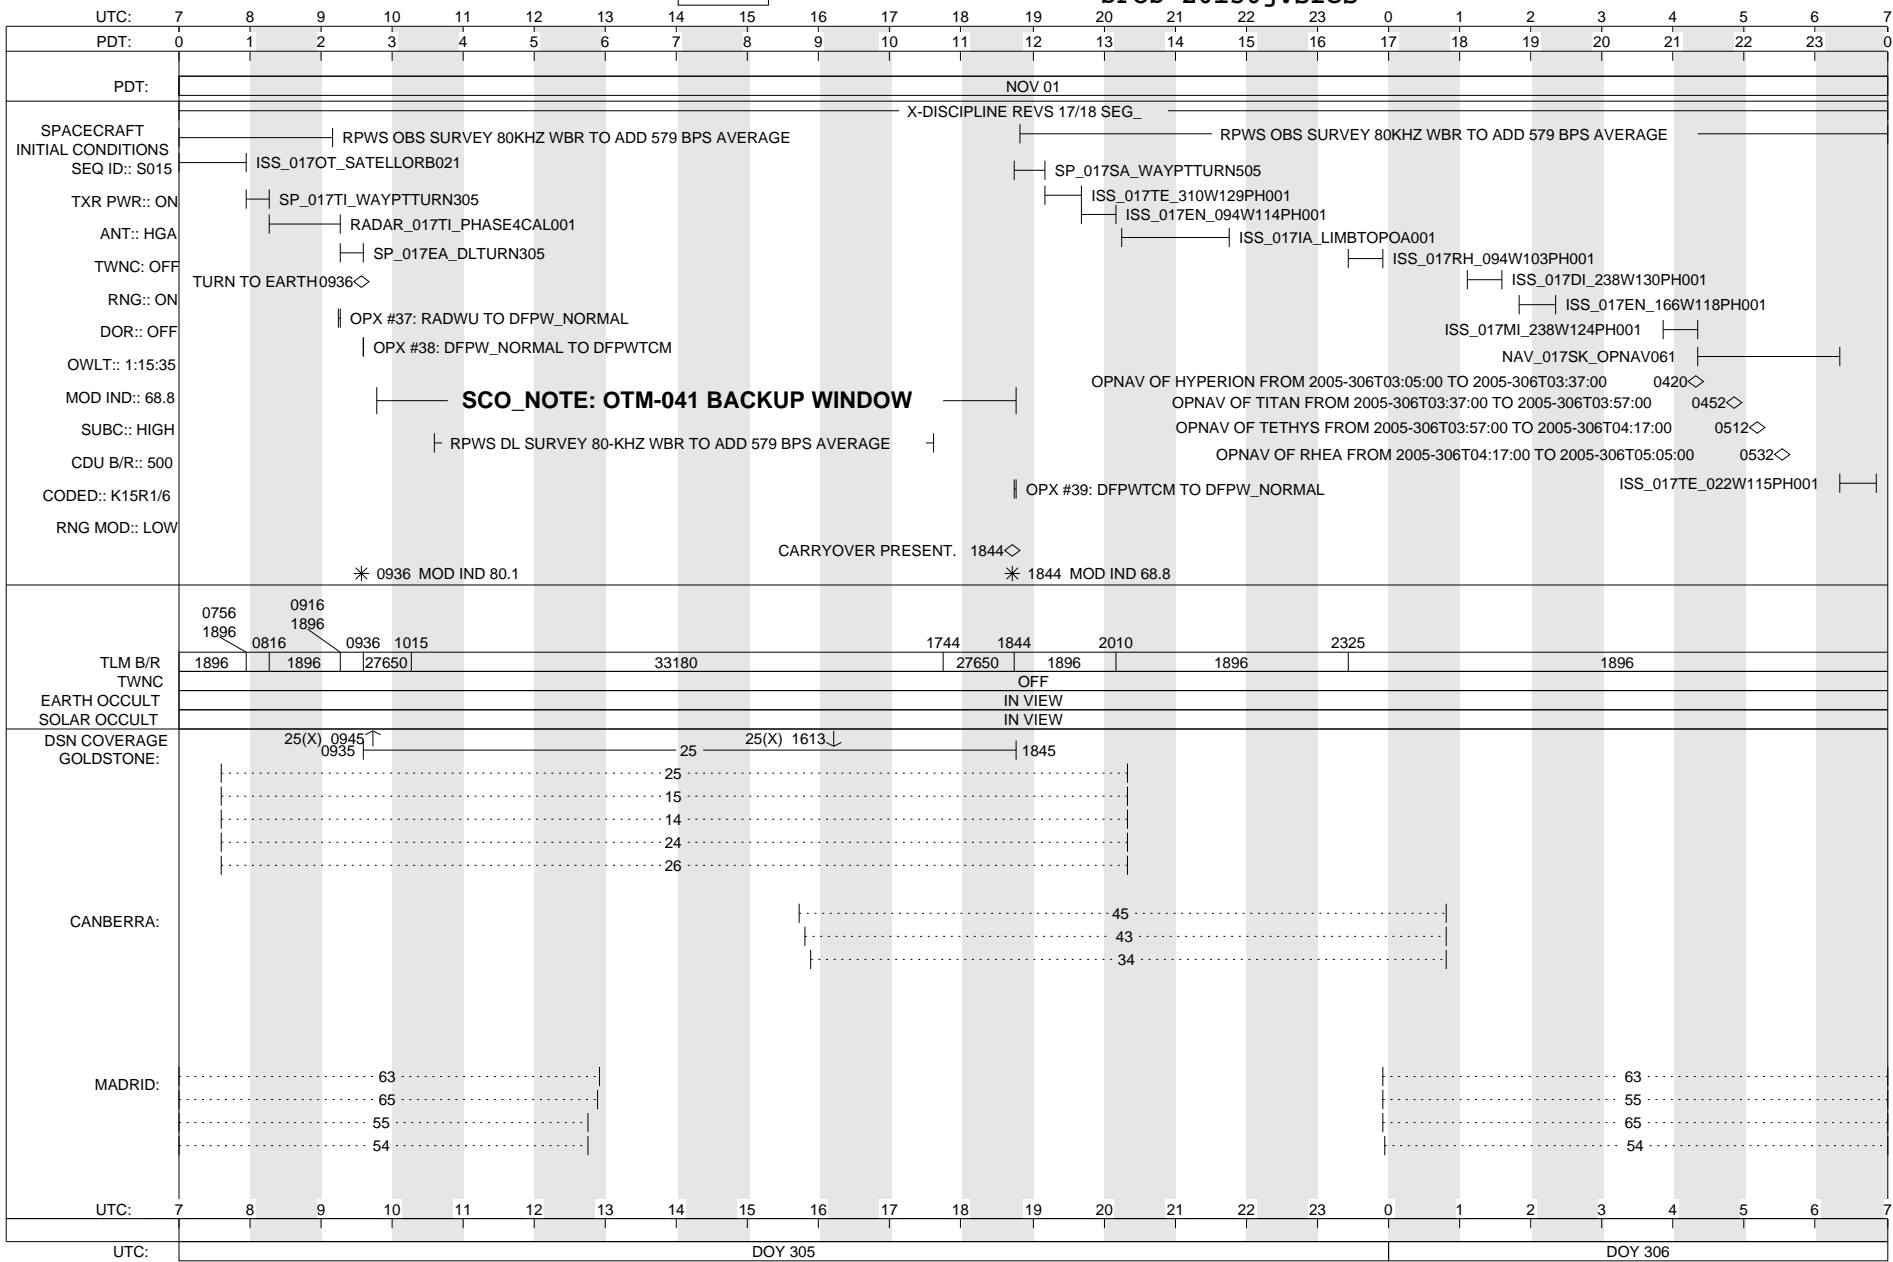 UTC: 7 8 9 10 11 12 13 14 15 16 17 18 19 20 21 22 23 0 1 2 3 4 5 6 7
PDT: 0 1 2 3 4 5 6 7 8 9 10 11 12 13 14 15 16 17 18 19 20 21 22 23 0
PDT: NOV 01
X-DISCIPLINE REVS 17/18 SEG_
SPACECRAFT
INITIAL CONDITIONS
RPWS OBS SURVEY 80KHZ WBR TO ADD 579 BPS AVERAGE
RPWS OBS SURVEY 80KHZ WBR TO ADD 579 BPS AVERAGE
SEQ ID:: S015
ISS_017OT_SATELLORB021
SP_017SA_WAYPTTURN505
TXR PWR:: ON
SP_017TI_WAYPTTURN305
ISS_017TE_310W129PH001
ISS_017EN_094W114PH001
RADAR_017TI_PHASE4CAL001
ANT:: HGA
ISS_017IA_LIMBTOPOA001
SP_017EA_DLTURN305
ISS_017RH_094W103PH001
TWNC: OFF
TURN TO EARTH 0936
ISS_017DI_238W130PH001
RNG:: ON
ISS_017EN_166W118PH001
OPX #37: RADWU TO DFPW_NORMAL
DOR:: OFF
ISS_017MI_238W124PH001
OPX #38: DFPW_NORMAL TO DFPWTCM
NAV_017SK_OPNAV061
OWLT:: 1:15:35
OPNAV OF HYPERION FROM 2005-306T03:05:00 TO 2005-306T03:37:00 0420
MOD IND:: 68.8
SCO_NOTE: OTM-041 BACKUP WINDOW
OPNAV OF TITAN FROM 2005-306T03:37:00 TO 2005-306T03:57:00 0452
SUBC:: HIGH
OPNAV OF TETHYS FROM 2005-306T03:57:00 TO 2005-306T04:17:00 0512
RPWS DL SURVEY 80-KHZ WBR TO ADD 579 BPS AVERAGE
OPNAV OF RHEA FROM 2005-306T04:17:00 TO 2005-306T05:05:00 0532
CDU B/R:: 500
ISS_017TE_022W115PH001
OPX #39: DFPWTCM TO DFPW_NORMAL
CODED:: K15R1/6
RNG MOD:: LOW
CARRYOVER PRESENT. 1844
0936 MOD IND 80.1
1844 MOD IND 68.8
0756 0916
1896 1896
0816 0936 1015 1744 1844 2010 2325
TLM B/R 1896 1896 27650 33180 27650 1896 1896 1896
TWNC OFF
EARTH OCCULT IN VIEW
SOLAR OCCULT IN VIEW
DSN COVERAGE 25(X) 0945 25(X) 1613
GOLDSTONE: 0935 25 1845
25
15
14
24
26
CANBERRA: 45
43
34
MADRID: 63 63
65 55
55 65
54 54
UTC: 7 8 9 10 11 12 13 14 15 16 17 18 19 20 21 22 23 0 1 2 3 4 5 6 7
UTC: DOY 305 DOY 306